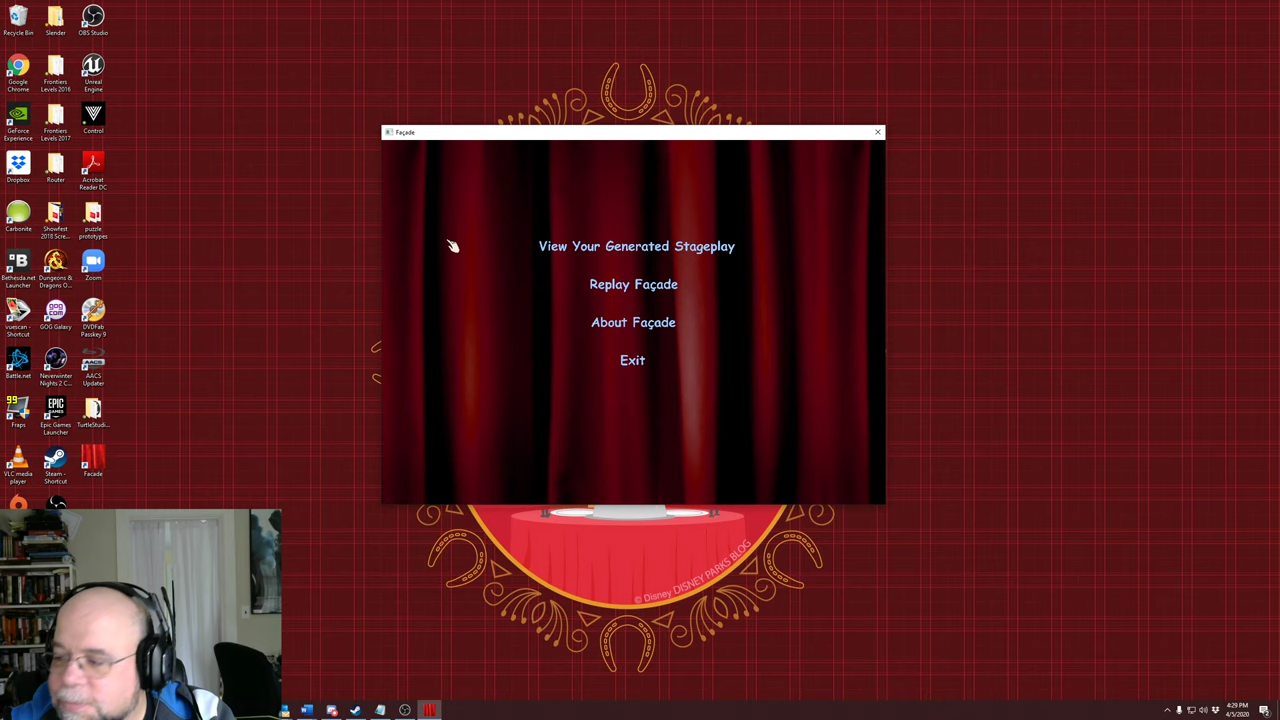 Recycle Bin
Slender
OBS Studio
Google
Chrome
Frontiers
Levels 2016
Unreal
Engine
GeForce
Experience
Frontiers
Levels 2017
Control
Dropbox
Router
Acrobat
Reader DC
Carbonite
Showfest
2018 Scre...
puzzle
prototypes
Bethesda.net
Launcher
Dungeons &
Dragons O...
Zoom
vuescan -
Shortcut
GOG Galaxy
DVDFab
Passkey 9
Battle.net
Neverwinter
Nights 2 C...
AACS
Updater
99
Fraps
Epic Games
Launcher
TurtleStudi...
VLC media
player
Steam -
Shortcut
Facade
Façade
View Your Generated Stageplay
Replay Façade
About Façade
Exit
© Disney DISNEY PARKS BLOG
4:29 PM
4/5/2020